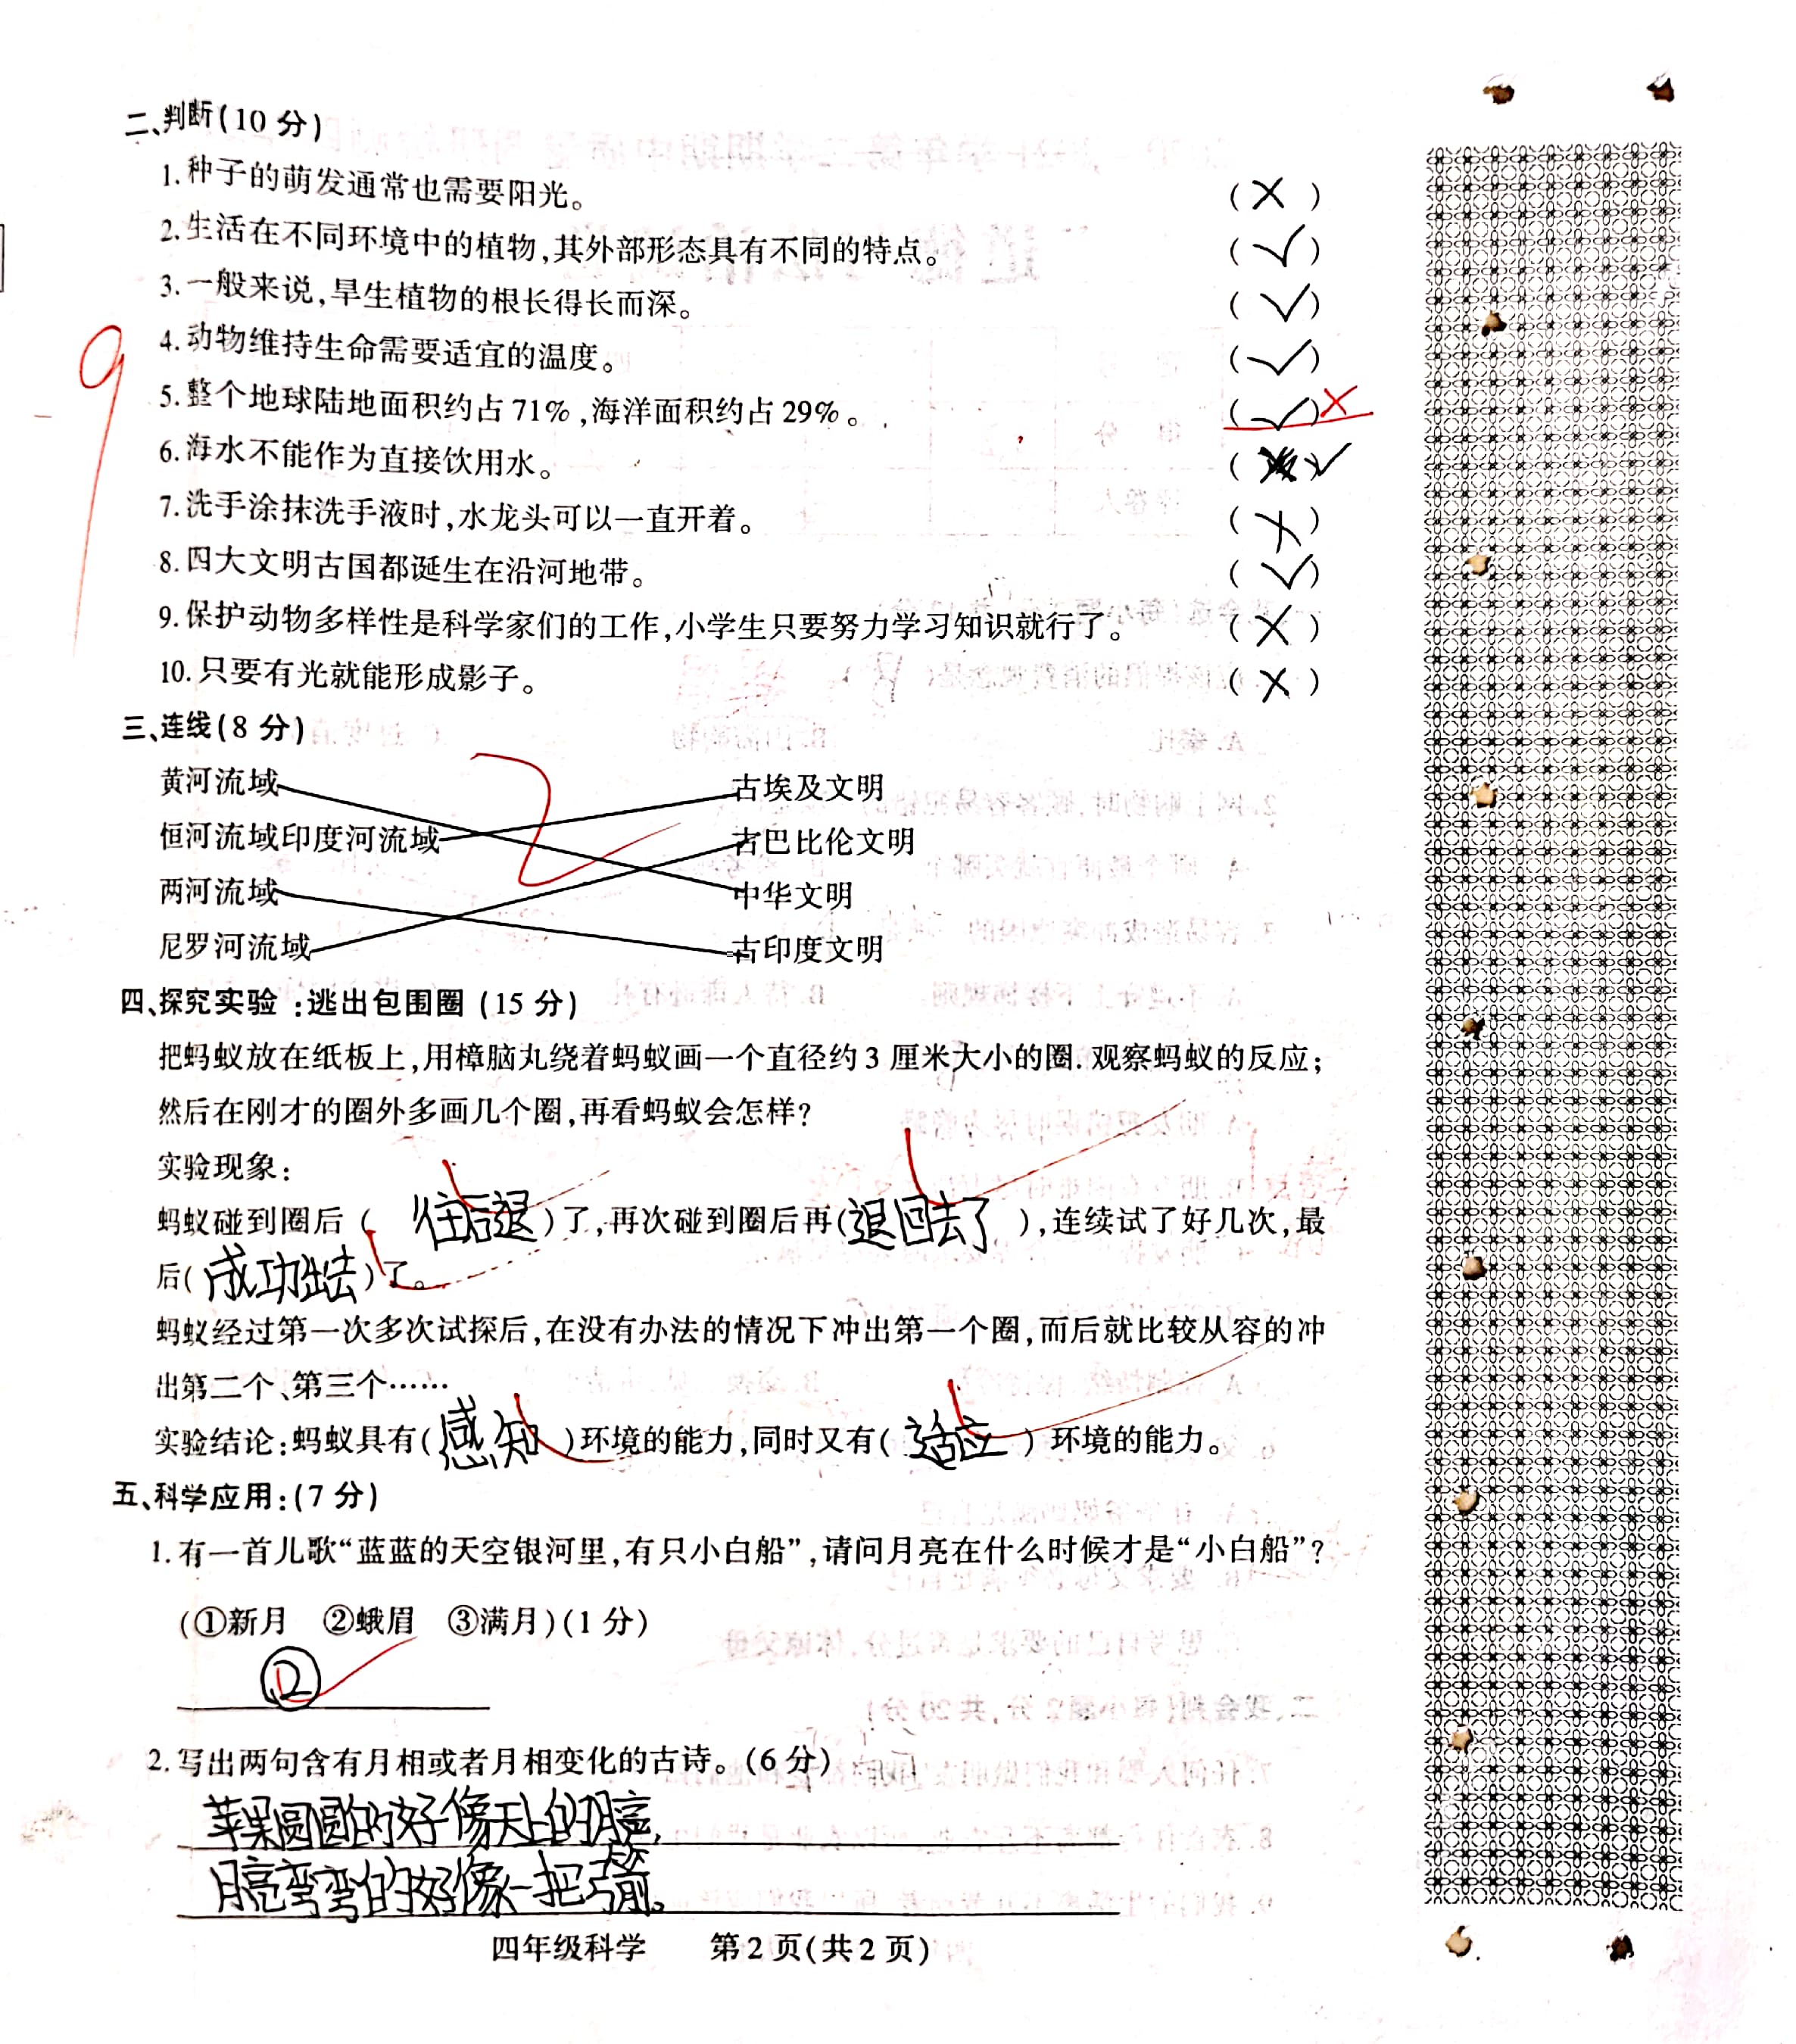 二、判断(10 分)
1.种子的萌发通常也需要阳光。 (×)
2.生活在不同环境中的植物,其外部形态具有不同的特点。 (√)
3.一般来说,旱生植物的根长得长而深。 (√)
4.动物维持生命需要适宜的温度。 (√)
5.整个地球陆地面积约占 71%,海洋面积约占 29%。 (√)×
6.海水不能作为直接饮用水。 ( )√
7.洗手涂抹洗手液时,水龙头可以一直开着。 (×)
8.四大文明古国都诞生在沿河地带。 (√)
9.保护动物多样性是科学家们的工作,小学生只要努力学习知识就行了。 (×)
10.只要有光就能形成影子。 (×)
9
三、连线(8 分)
黄河流域 古埃及文明
恒河流域印度河流域 古巴比伦文明
两河流域 中华文明
尼罗河流域 古印度文明
2
四、探究实验 :逃出包围圈 (15 分)
把蚂蚁放在纸板上,用樟脑丸绕着蚂蚁画一个直径约 3 厘米大小的圈.观察蚂蚁的反应;
然后在刚才的圈外多画几个圈,再看蚂蚁会怎样?
实验现象:
蚂蚁碰到圈后 ( 往后退 )了,再次碰到圈后再(退回去了 ),连续试了好几次,最
后(成功出去)了。
蚂蚁经过第一次多次试探后,在没有办法的情况下冲出第一个圈,而后就比较从容的冲
出第二个、第三个……
实验结论:蚂蚁具有(感知 )环境的能力,同时又有( 适应 ) 环境的能力。
五、科学应用:(7 分)
1.有一首儿歌“蓝蓝的天空银河里,有只小白船”,请问月亮在什么时候才是“小白船”?
(①新月 ②蛾眉 ③满月)(1 分)
②
2.写出两句含有月相或者月相变化的古诗。(6 分)
苹果圆圆的好像天上的月亮,
月亮弯弯的好像一把弓箭。
四年级科学 第 2 页(共 2 页)